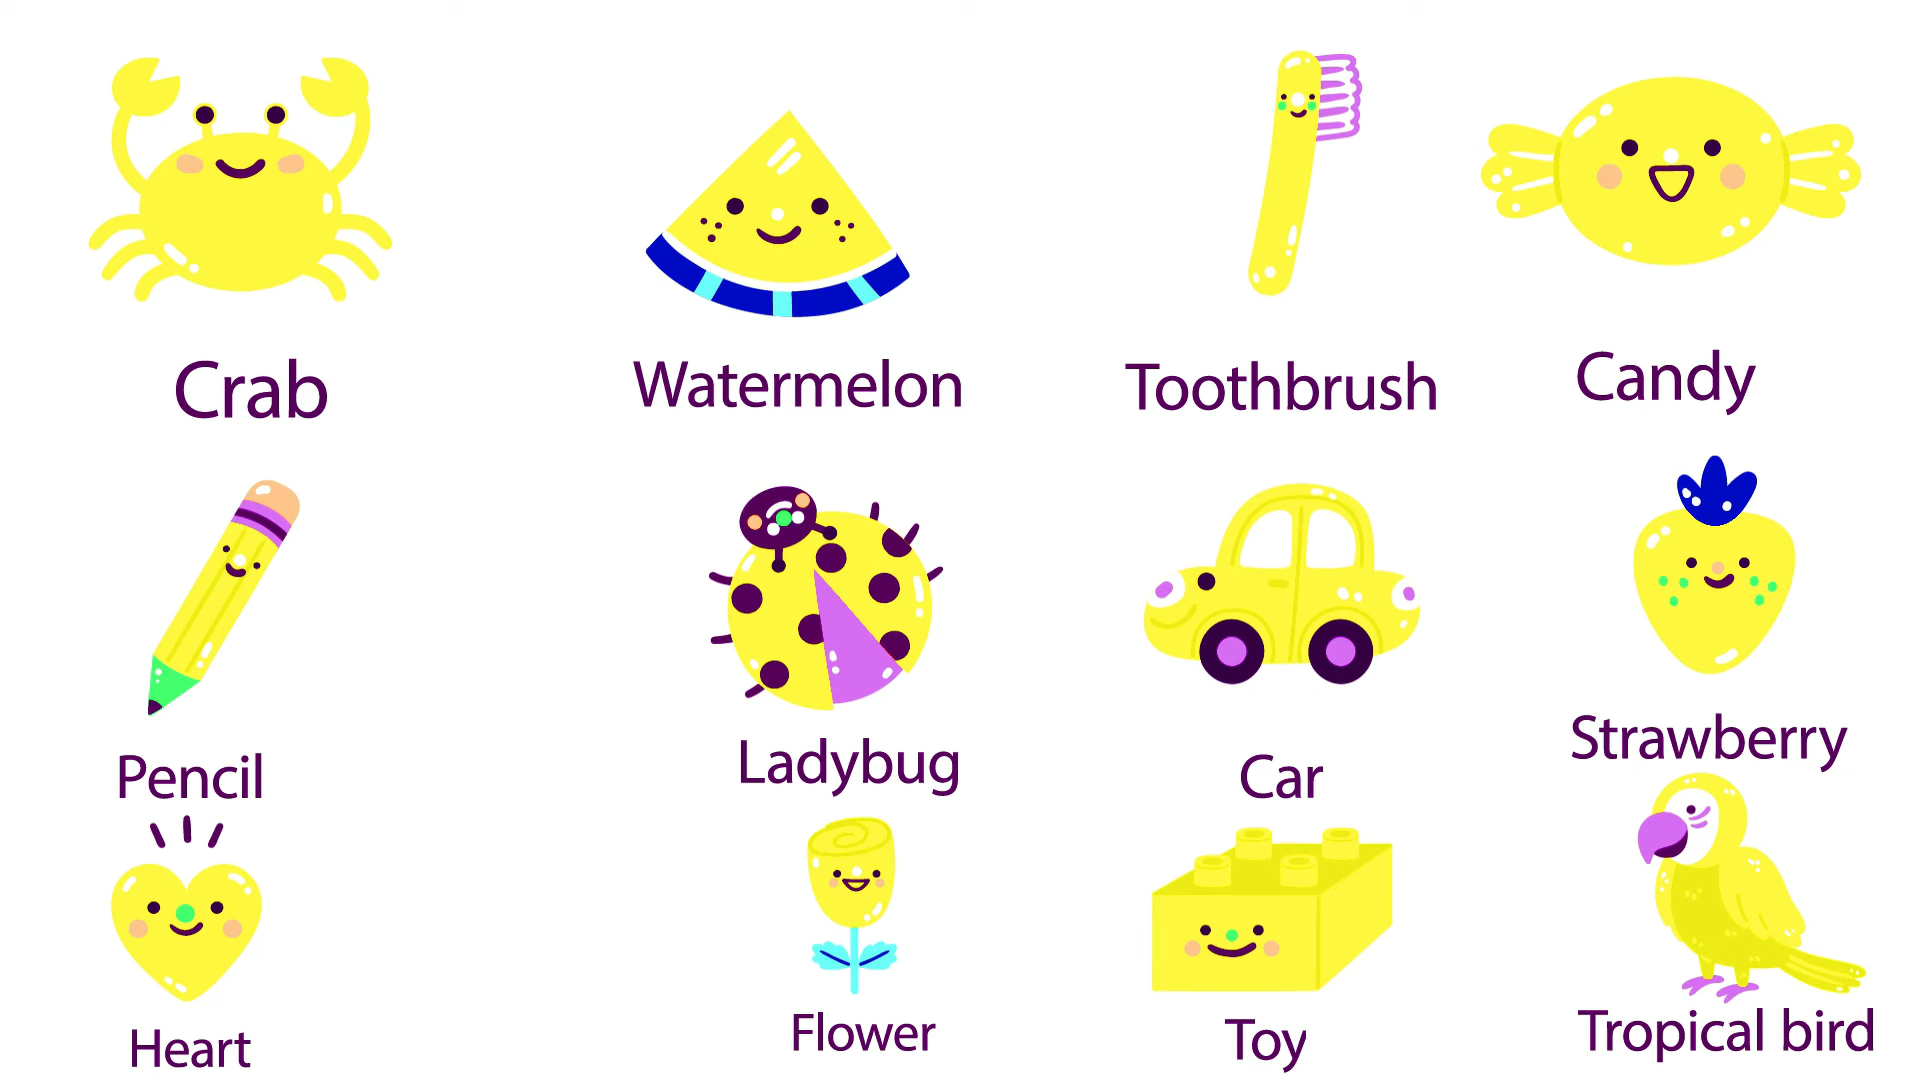 Crab
Watermelon
Toothbrush
Candy
Pencil
Ladybug
Car
Strawberry
Heart
Flower
Toy
Tropical bird